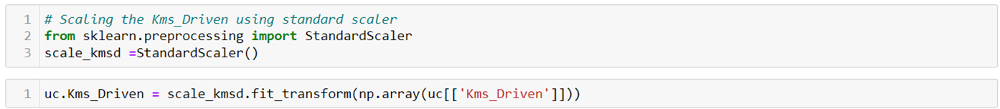 1 # Scaling the Kms_Driven using standard scaler
2 from sklearn.preprocessing import StandardScaler
3 scale_kmsd =StandardScaler()
1 uc.Kms_Driven = scale_kmsd.fit_transform(np.array(uc[['Kms_Driven']]))